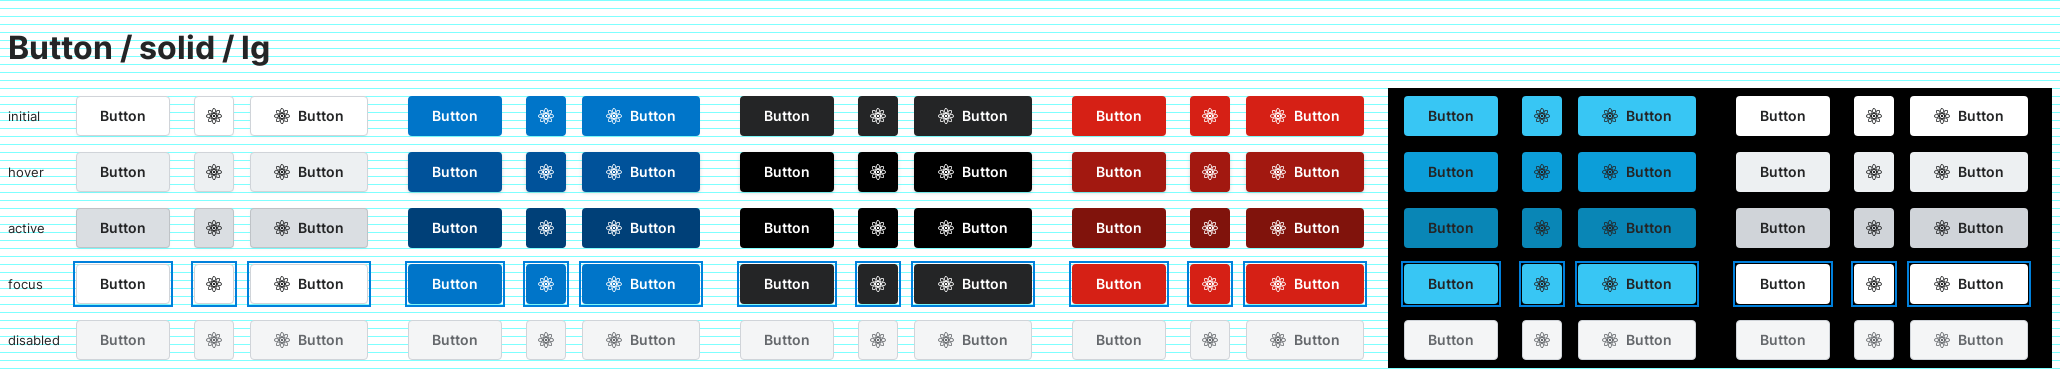 Button / solid / lg
initial Button Button Button Button Button Button Button Button Button Button Button Button
hover Button Button Button Button Button Button Button Button Button Button Button Button
active Button Button Button Button Button Button Button Button Button Button Button Button
focus Button Button Button Button Button Button Button Button Button Button Button Button
disabled Button Button Button Button Button Button Button Button Button Button Button Button